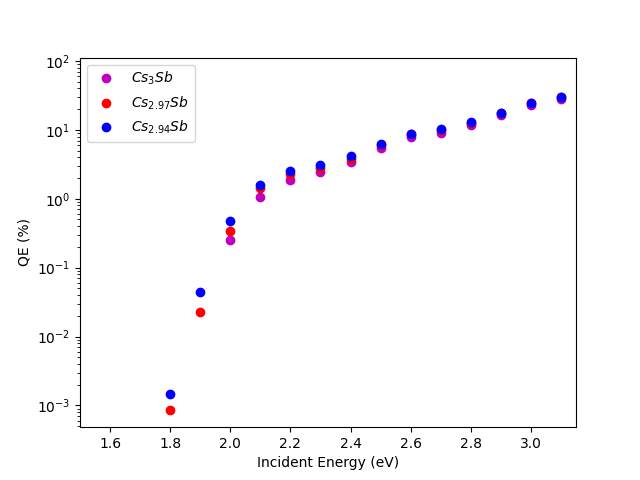 10²
10¹
10⁰
10⁻¹
10⁻²
10⁻³
QE (%)
Cs₃Sb
Cs₂.₉₇Sb
Cs₂.₉₄Sb
1.6 1.8 2.0 2.2 2.4 2.6 2.8 3.0
Incident Energy (eV)